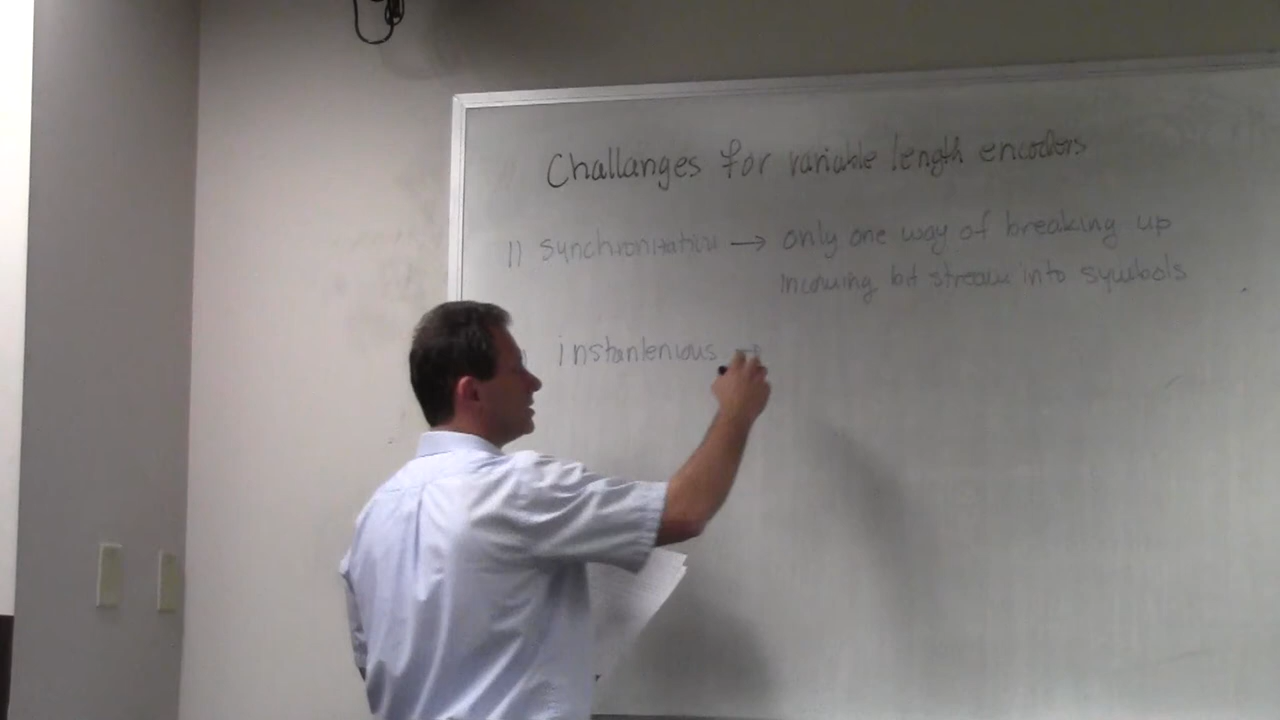 Challanges for variable length encoders
1) synchronization → only one way of breaking up
incoming bit stream into symbols
instantenious →